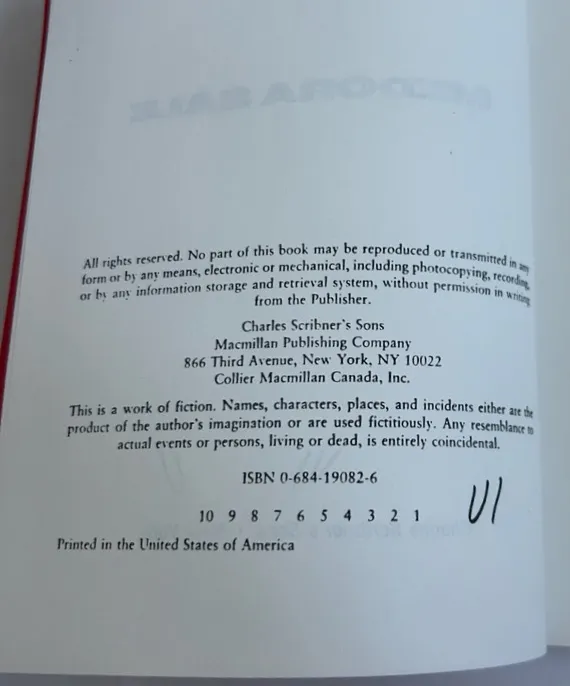 All rights reserved. No part of this book may be reproduced or transmitted in any
form or by any means, electronic or mechanical, including photocopying, recording,
or by any information storage and retrieval system, without permission in writing
from the Publisher.
Charles Scribner's Sons
Macmillan Publishing Company
866 Third Avenue, New York, NY 10022
Collier Macmillan Canada, Inc.
This is a work of fiction. Names, characters, places, and incidents either are the
product of the author's imagination or are used fictitiously. Any resemblance to
actual events or persons, living or dead, is entirely coincidental.
ISBN 0-684-19082-6
10 9 8 7 6 5 4 3 2 1
Printed in the United States of America